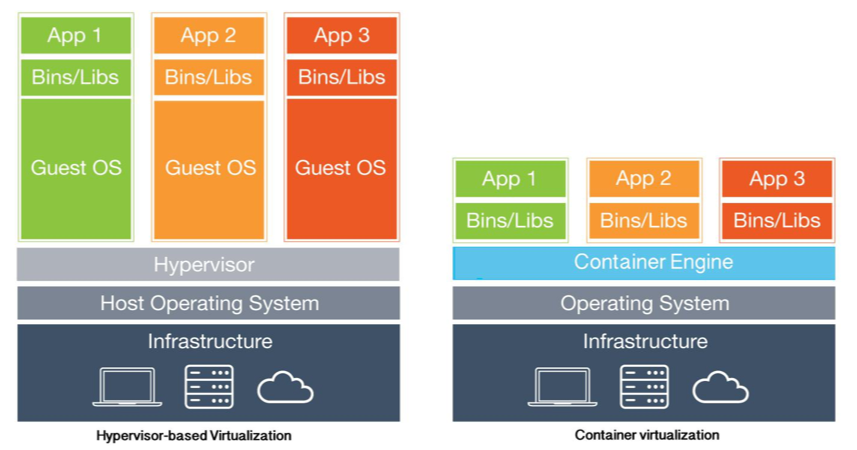 App 1
App 2
App 3
Bins/Libs
Bins/Libs
Bins/Libs
Guest OS
Guest OS
Guest OS
Hypervisor
Host Operating System
Infrastructure
Hypervisor-based Virtualization
App 1
App 2
App 3
Bins/Libs
Bins/Libs
Bins/Libs
Container Engine
Operating System
Infrastructure
Container virtualization